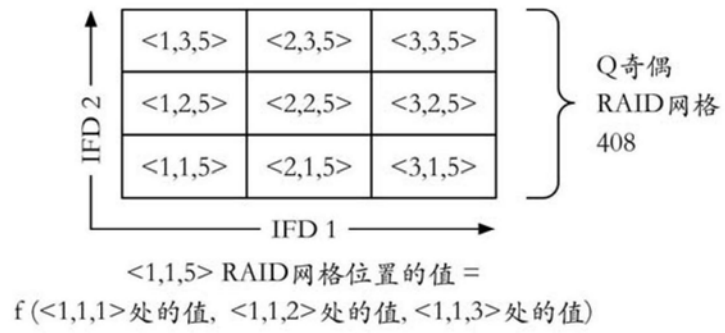 <1,3,5> <2,3,5> <3,3,5>
<1,2,5> <2,2,5> <3,2,5>
<1,1,5> <2,1,5> <3,1,5>
IFD 2
IFD 1
Q奇偶
RAID网格
408
<1,1,5> RAID网格位置的值 =
f (<1,1,1>处的值, <1,1,2>处的值, <1,1,3>处的值)